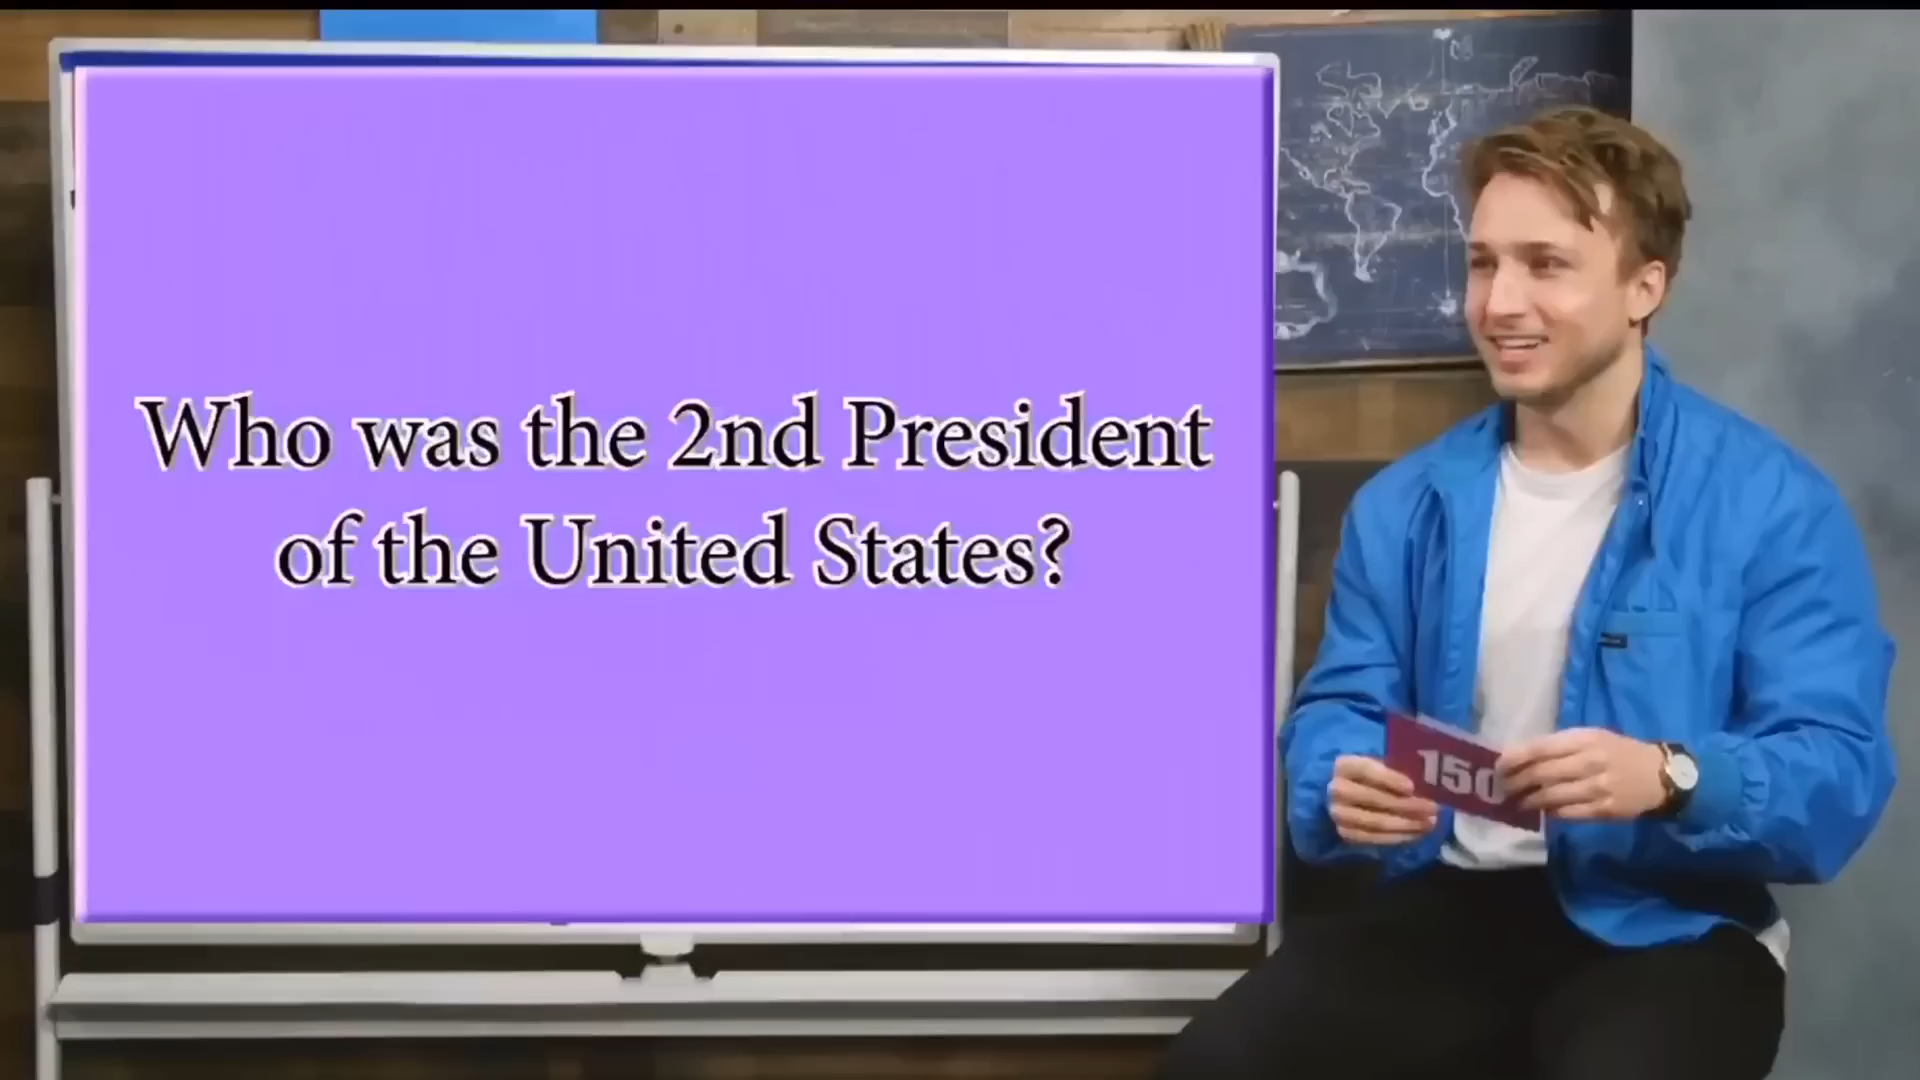 Who was the 2nd President
of the United States?
150